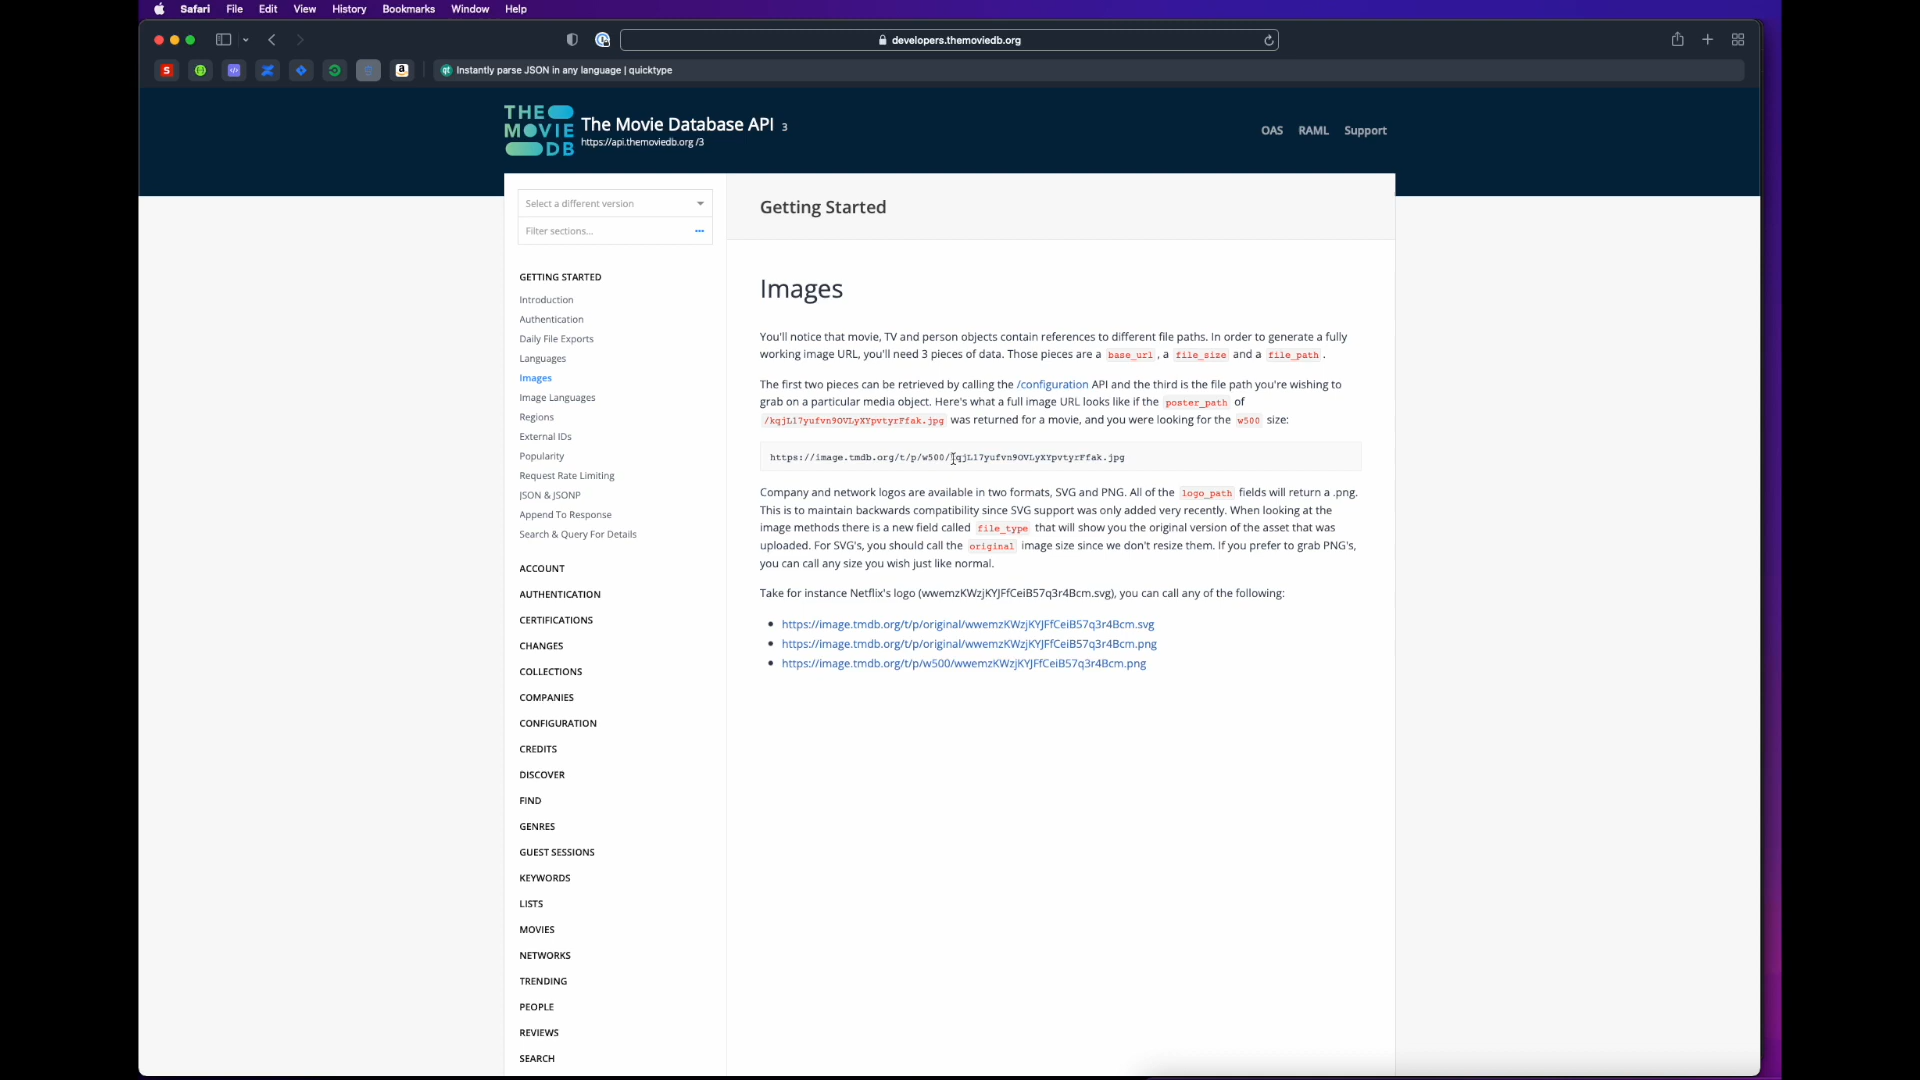 Safari File Edit View History Bookmarks Window Help
developers.themoviedb.org
S
a
qt Instantly parse JSON in any language | quicktype
THE
MOVIE
DB
The Movie Database API 3
https://api.themoviedb.org /3
OAS RAML Support
Select a different version
Filter sections...
GETTING STARTED
Introduction
Authentication
Daily File Exports
Languages
Images
Image Languages
Regions
External IDs
Popularity
Request Rate Limiting
JSON & JSONP
Append To Response
Search & Query For Details
ACCOUNT
AUTHENTICATION
CERTIFICATIONS
CHANGES
COLLECTIONS
COMPANIES
CONFIGURATION
CREDITS
DISCOVER
FIND
GENRES
GUEST SESSIONS
KEYWORDS
LISTS
MOVIES
NETWORKS
TRENDING
PEOPLE
REVIEWS
SEARCH
Getting Started
Images
You'll notice that movie, TV and person objects contain references to different file paths. In order to generate a fully
working image URL, you'll need 3 pieces of data. Those pieces are a base_url, a file_size and a file_path.
The first two pieces can be retrieved by calling the /configuration API and the third is the file path you're wishing to
grab on a particular media object. Here's what a full image URL looks like if the poster_path of
/kqjL17yufvn9OVLyXYpvtyrFfak.jpg was returned for a movie, and you were looking for the w500 size:
https://image.tmdb.org/t/p/w500/kqjL17yufvn9OVLyXYpvtyrFfak.jpg
Company and network logos are available in two formats, SVG and PNG. All of the logo_path fields will return a .png.
This is to maintain backwards compatibility since SVG support was only added very recently. When looking at the
image methods there is a new field called file_type that will show you the original version of the asset that was
uploaded. For SVG's, you should call the original image size since we don't resize them. If you prefer to grab PNG's,
you can call any size you wish just like normal.
Take for instance Netflix's logo (wwemzKWzjKYJFfCeiB57q3r4Bcm.svg), you can call any of the following:
https://image.tmdb.org/t/p/original/wwemzKWzjKYJFfCeiB57q3r4Bcm.svg
https://image.tmdb.org/t/p/original/wwemzKWzjKYJFfCeiB57q3r4Bcm.png
https://image.tmdb.org/t/p/w500/wwemzKWzjKYJFfCeiB57q3r4Bcm.png